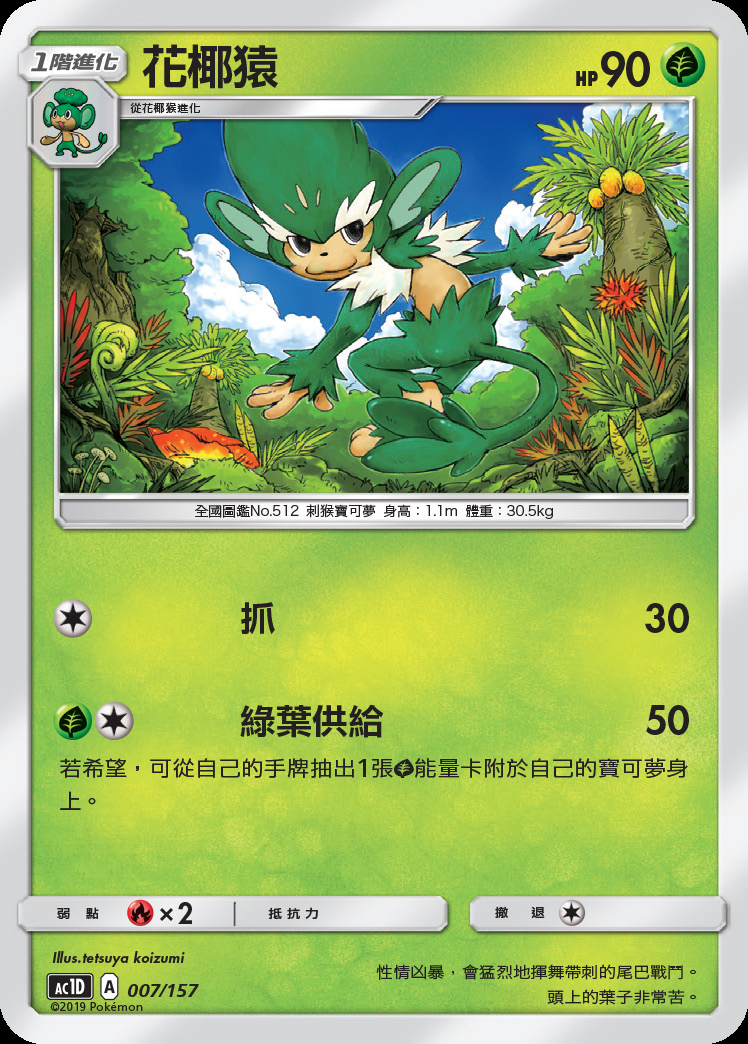 1階進化
花椰猿
HP90
從花椰猴進化
全國圖鑑No.512 刺猴寶可夢 身高：1.1m 體重：30.5kg
抓 30
綠葉供給 50
若希望，可從自己的手牌抽出1張能量卡附於自己的寶可夢身
上。
弱點 ×2 抵抗力 撤退
Illus.tetsuya koizumi
性情凶暴，會猛烈地揮舞帶刺的尾巴戰鬥。
頭上的葉子非常苦。
AC1D A 007/157
©2019 Pokémon